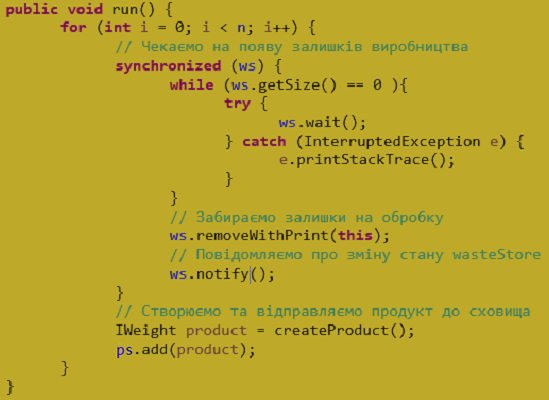 public void run() {
for (int i = 0; i < n; i++) {
// Чекаємо на появу залишків виробництва
synchronized (ws) {
while (ws.getSize() == 0 ){
try {
ws.wait();
} catch (InterruptedException e) {
e.printStackTrace();
}
}
// Забираємо залишки на обробку
ws.removeWithPrint(this);
// Повідомляємо про зміну стану wasteStore
ws.notify();
}
// Створюємо та відправляємо продукт до сховища
IWeight product = createProduct();
ps.add(product);
}
}